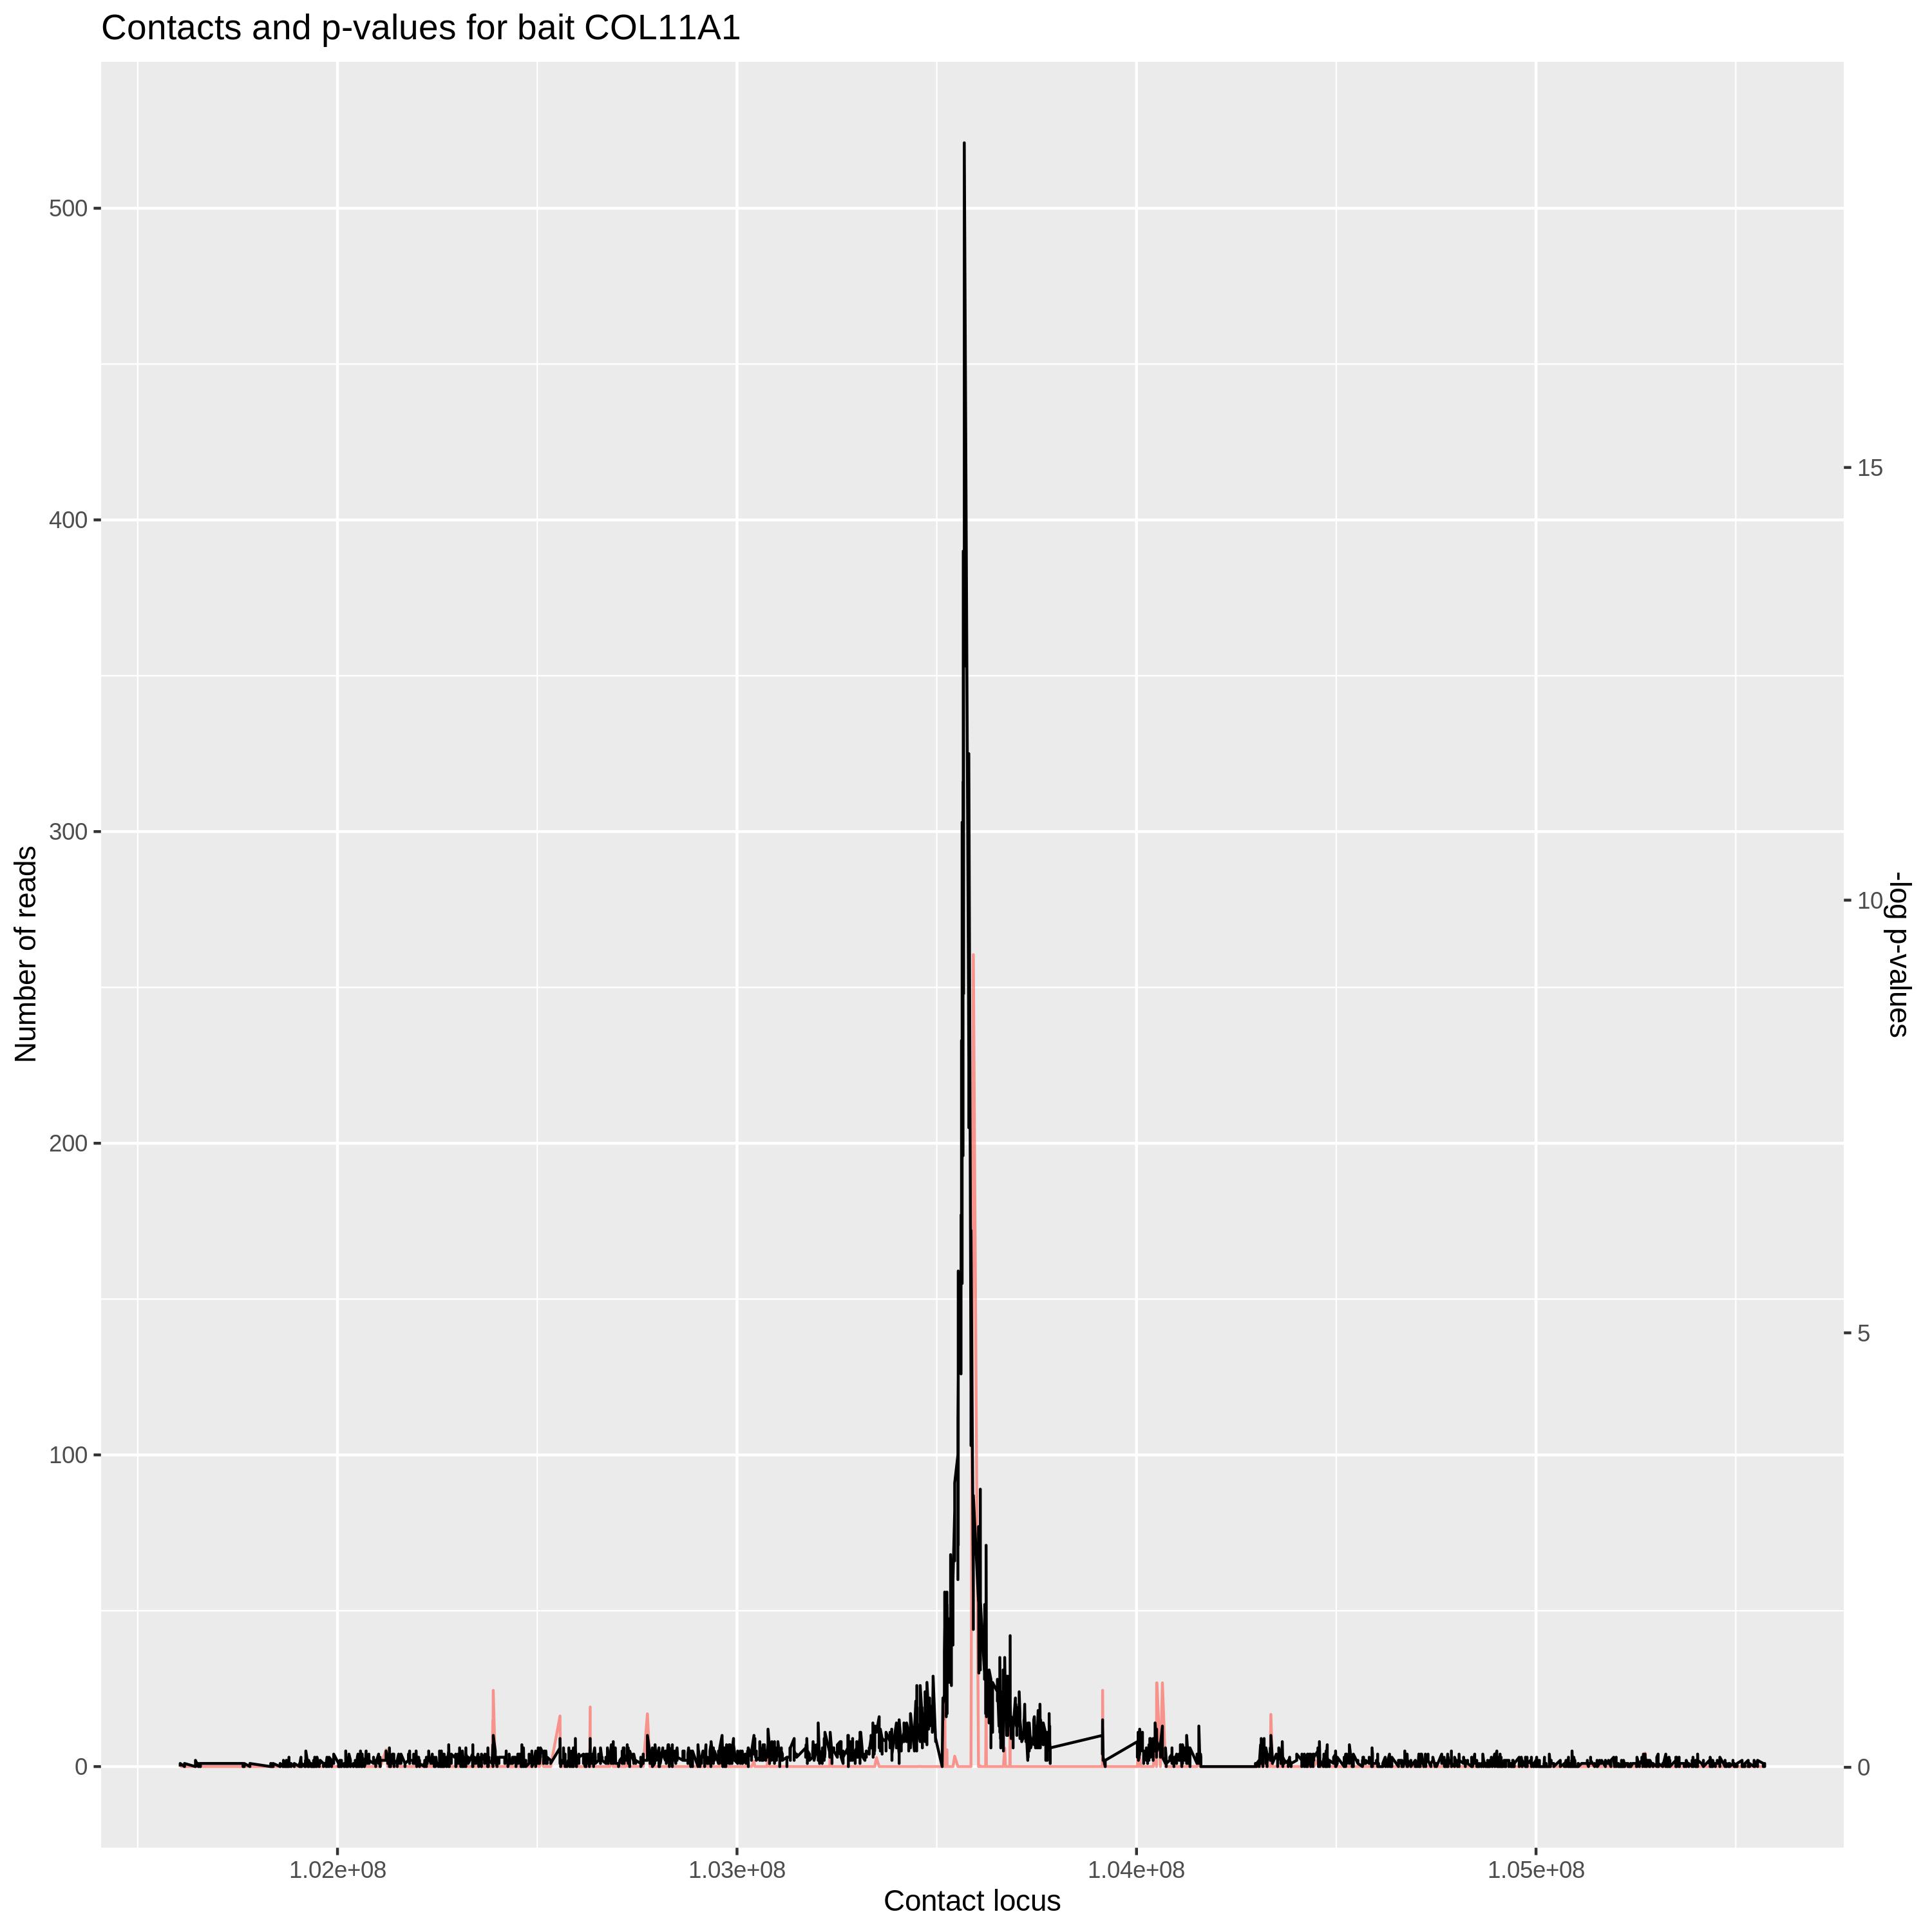 Contacts and p-values for bait COL11A1
Number of reads
500
400
300
200
100
0
15
10
5
0
-log p-values
1.02e+08
1.03e+08
1.04e+08
1.05e+08
Contact locus